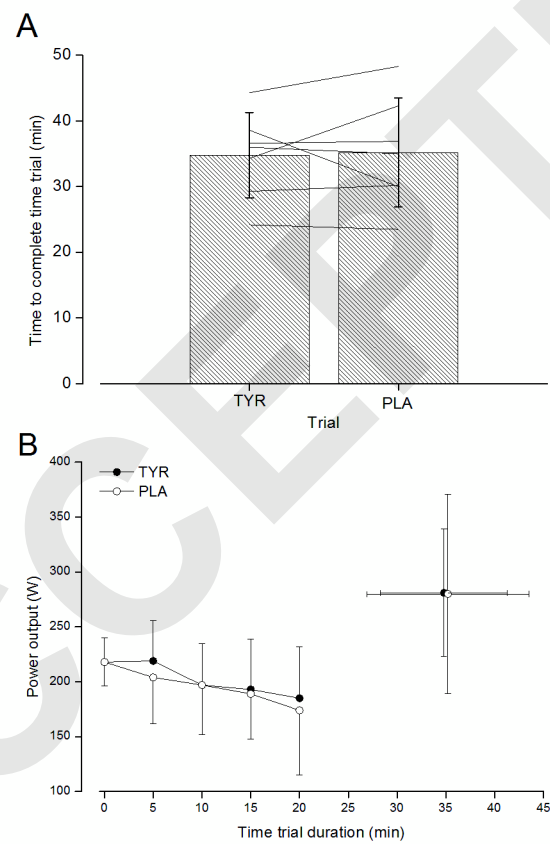 A
50
40
30
20
10
0
Time to complete time trial (min)
TYR
PLA
Trial
B
400
350
300
250
200
150
100
Power output (W)
TYR
PLA
0 5 10 15 20 25 30 35 40 45
Time trial duration (min)
CCEPT